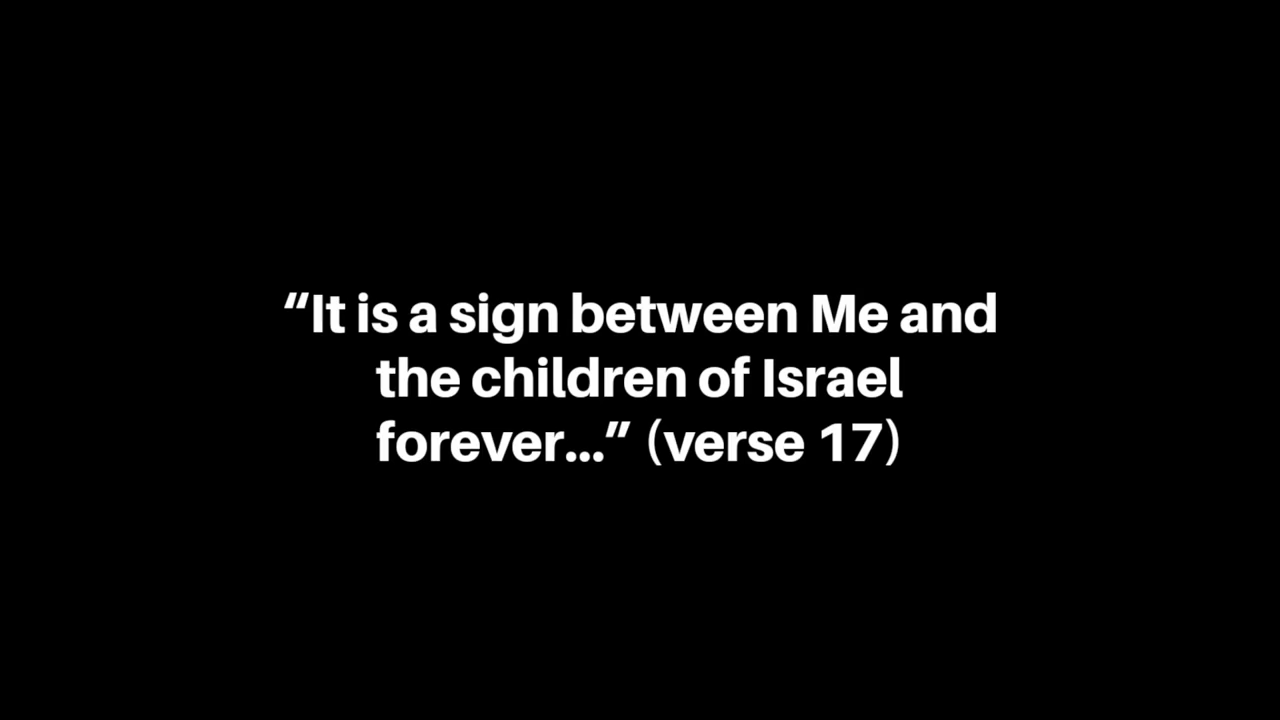 “It is a sign between Me and
the children of Israel
forever...” (verse 17)